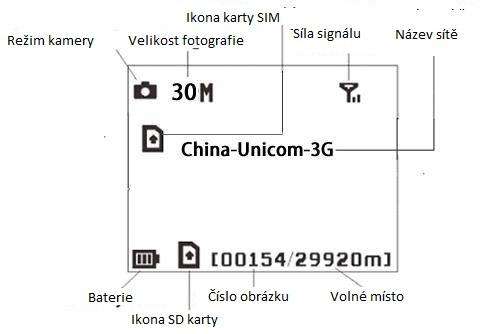 Ikona karty SIM
Režim kamery
Velikost fotografie
Síla signálu
Název sítě
30M
China-Unicom-3G
[00154/29920m]
Baterie
Ikona SD karty
Číslo obrázku
Volné místo